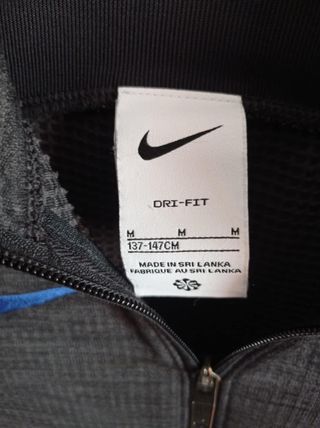 DRI-FIT
M M M
137-147CM
MADE IN SRI LANKA
FABRIQUE AU SRI LANKA